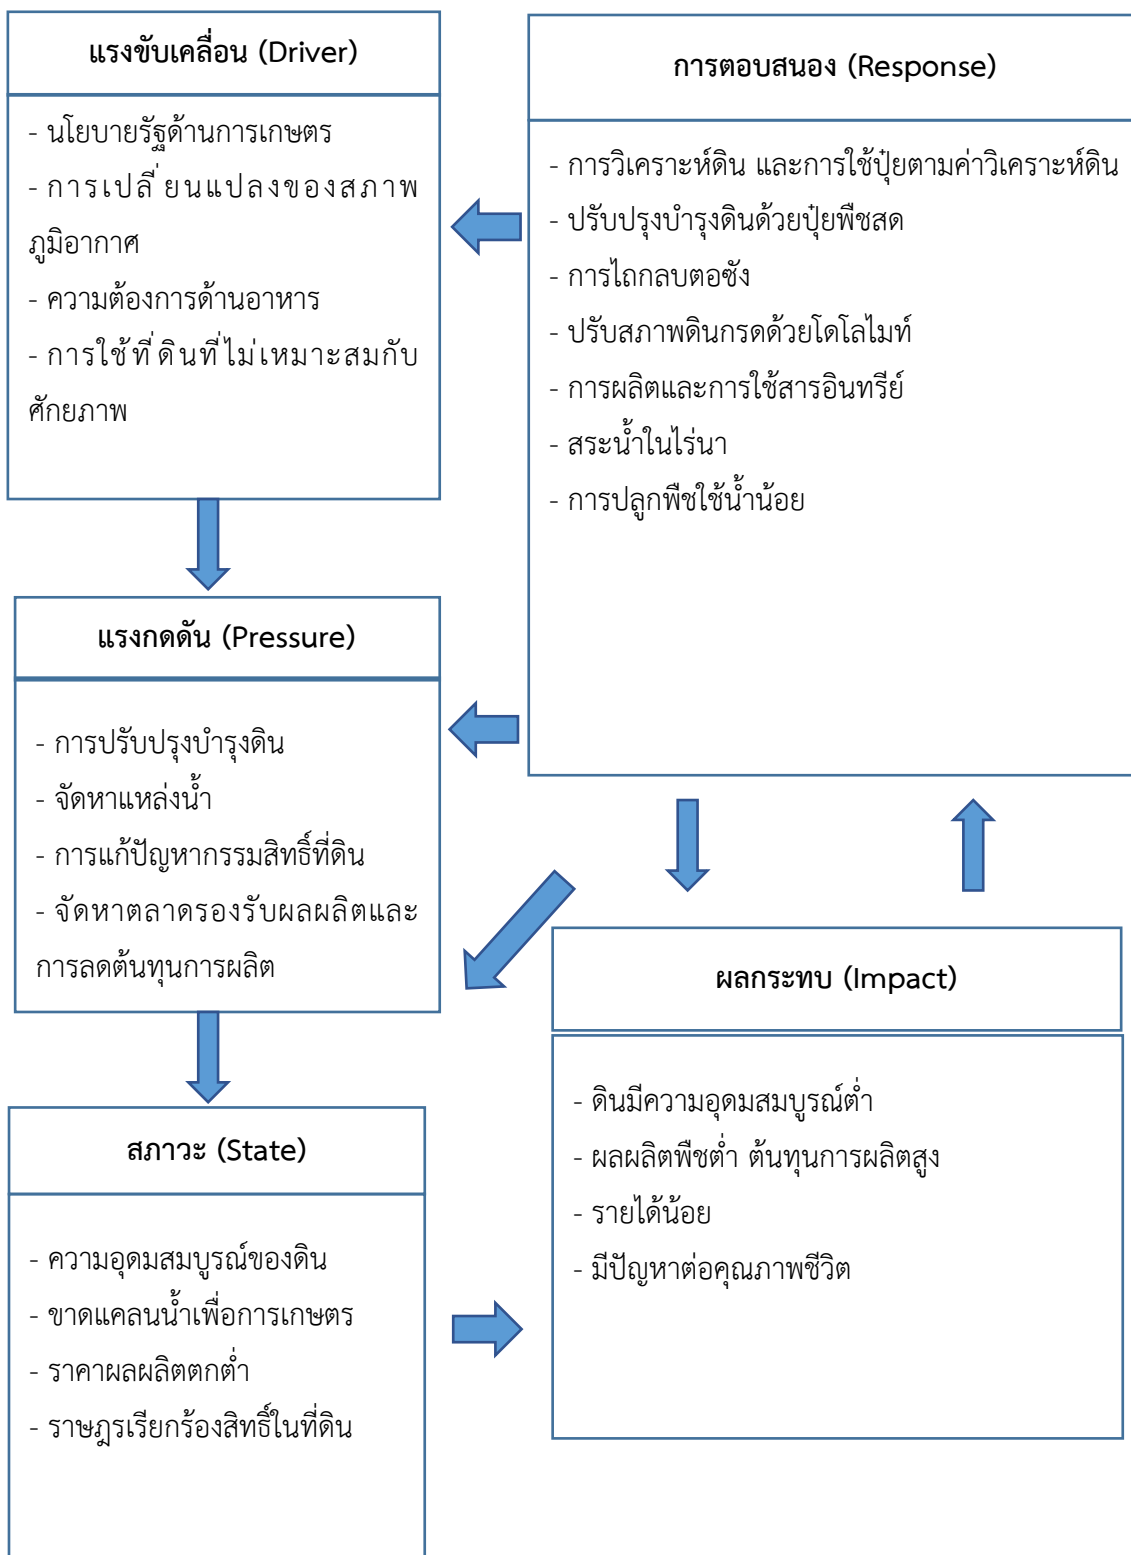 แรงขับเคลื่อน (Driver)
- นโยบายรัฐด้านการเกษตร
- การเปลี่ยนแปลงของสภาพ
ภูมิอากาศ
- ความต้องการด้านอาหาร
- การใช้ที่ดินที่ไม่เหมาะสมกับ
ศักยภาพ
การตอบสนอง (Response)
- การวิเคราะห์ดิน และการใช้ปุ๋ยตามค่าวิเคราะห์ดิน
- ปรับปรุงบำรุงดินด้วยปุ๋ยพืชสด
- การไถกลบตอซัง
- ปรับสภาพดินกรดด้วยโดโลไมท์
- การผลิตและการใช้สารอินทรีย์
- สระน้ำในไร่นา
- การปลูกพืชใช้น้ำน้อย
แรงกดดัน (Pressure)
- การปรับปรุงบำรุงดิน
- จัดหาแหล่งน้ำ
- การแก้ปัญหากรรมสิทธิ์ที่ดิน
- จัดหาตลาดรองรับผลผลิตและ
การลดต้นทุนการผลิต
ผลกระทบ (Impact)
- ดินมีความอุดมสมบูรณ์ต่ำ
- ผลผลิตพืชต่ำ ต้นทุนการผลิตสูง
- รายได้น้อย
- มีปัญหาต่อคุณภาพชีวิต
สภาวะ (State)
- ความอุดมสมบูรณ์ของดิน
- ขาดแคลนน้ำเพื่อการเกษตร
- ราคาผลผลิตตกต่ำ
- ราษฎรเรียกร้องสิทธิ์ในที่ดิน